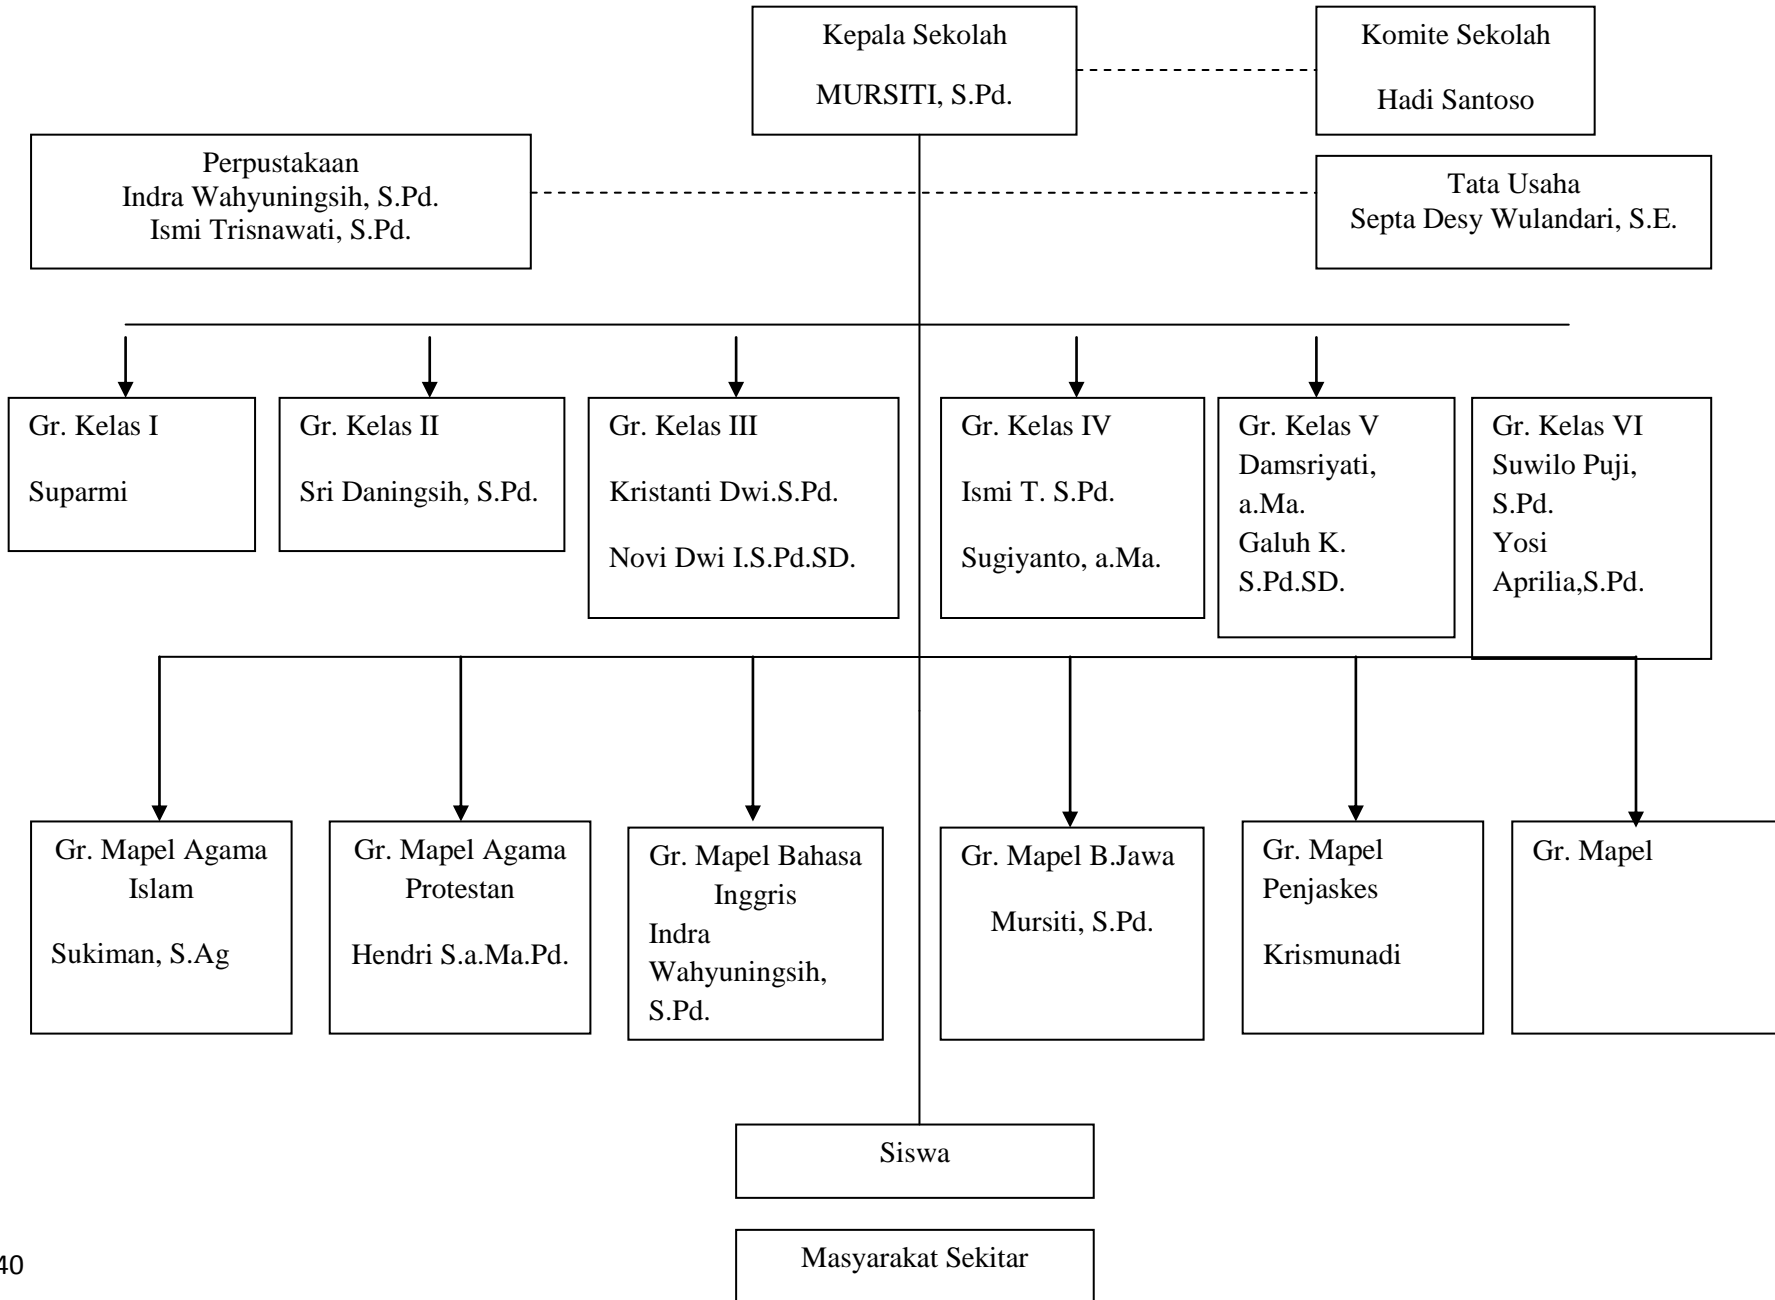 Kepala Sekolah
MURSITI, S.Pd.
Komite Sekolah
Hadi Santoso
Perpustakaan
Indra Wahyuningsih, S.Pd.
Ismi Trisnawati, S.Pd.
Tata Usaha
Septa Desy Wulandari, S.E.
Gr. Kelas I
Suparmi
Gr. Kelas II
Sri Daningsih, S.Pd.
Gr. Kelas III
Kristanti Dwi.S.Pd.
Novi Dwi I.S.Pd.SD.
Gr. Kelas IV
Ismi T. S.Pd.
Sugiyanto, a.Ma.
Gr. Kelas V
Damsriyati,
a.Ma.
Galuh K.
S.Pd.SD.
Gr. Kelas VI
Suwilo Puji,
S.Pd.
Yosi
Aprilia,S.Pd.
Gr. Mapel Agama
Islam
Sukiman, S.Ag
Gr. Mapel Agama
Protestan
Hendri S.a.Ma.Pd.
Gr. Mapel Bahasa
Inggris
Indra
Wahyuningsih,
S.Pd.
Gr. Mapel B.Jawa
Mursiti, S.Pd.
Gr. Mapel
Penjaskes
Krismunadi
Gr. Mapel
Siswa
Masyarakat Sekitar
40